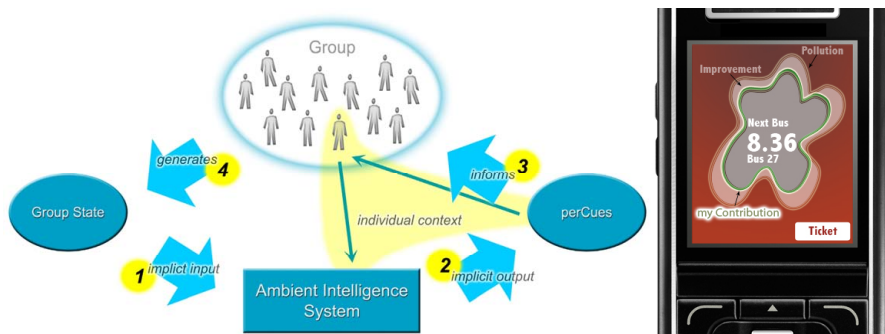 Group
generates
4
informs
3
Group State
individual context
perCues
1
implict input
2
implicit output
Ambient Intelligence
System
Pollution
Improvement
Next Bus
8.36
Bus 27
my Contribution
Ticket